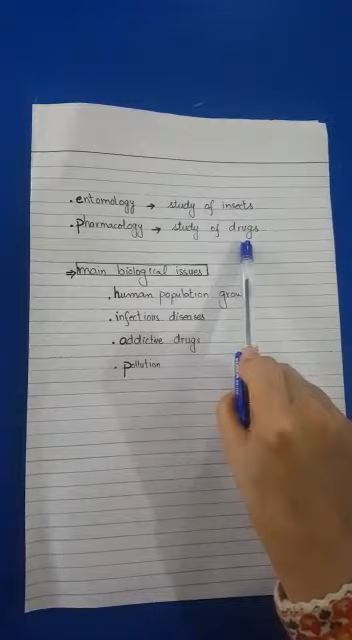 .entomology → study of insects
.pharmacology → study of drugs
→ main biological issues
.human population grow
.infectious diseases
.addictive drugs
.pollution